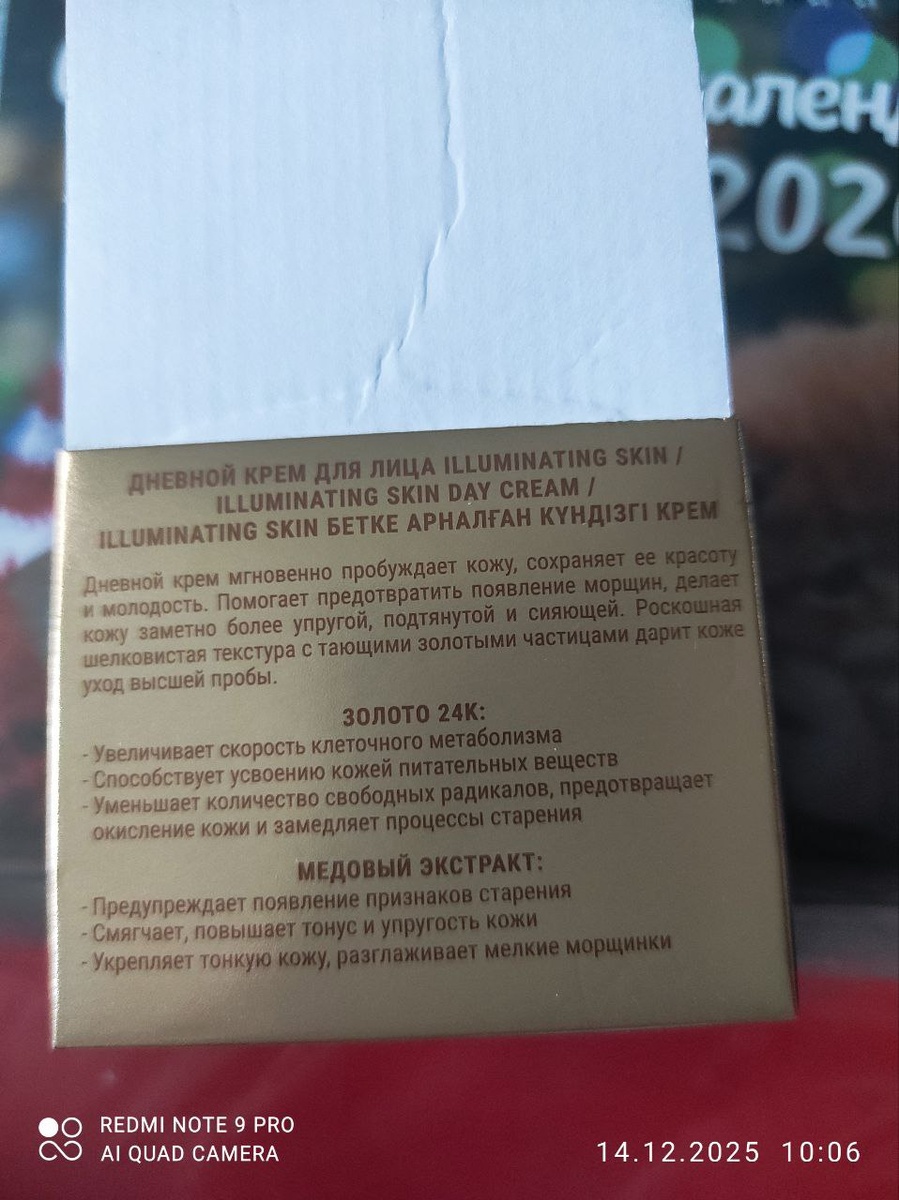 ален
202
ДНЕВНОЙ КРЕМ ДЛЯ ЛИЦА ILLUMINATING SKIN /
ILLUMINATING SKIN DAY CREAM /
ILLUMINATING SKIN БЕТКЕ АРНАЛҒАН КҮНДІЗГІ КРЕМ
Дневной крем мгновенно пробуждает кожу, сохраняет ее красоту
и молодость. Помогает предотвратить появление морщин, делает
кожу заметно более упругой, подтянутой и сияющей. Роскошная
шелковистая текстура с тающими золотыми частицами дарит коже
уход высшей пробы.
ЗОЛОТО 24К:
- Увеличивает скорость клеточного метаболизма
- Способствует усвоению кожей питательных веществ
- Уменьшает количество свободных радикалов, предотвращает
окисление кожи и замедляет процессы старения
МЕДОВЫЙ ЭКСТРАКТ:
- Предупреждает появление признаков старения
- Смягчает, повышает тонус и упругость кожи
- Укрепляет тонкую кожу, разглаживает мелкие морщинки
REDMI NOTE 9 PRO
AI QUAD CAMERA
14.12.2025 10:06